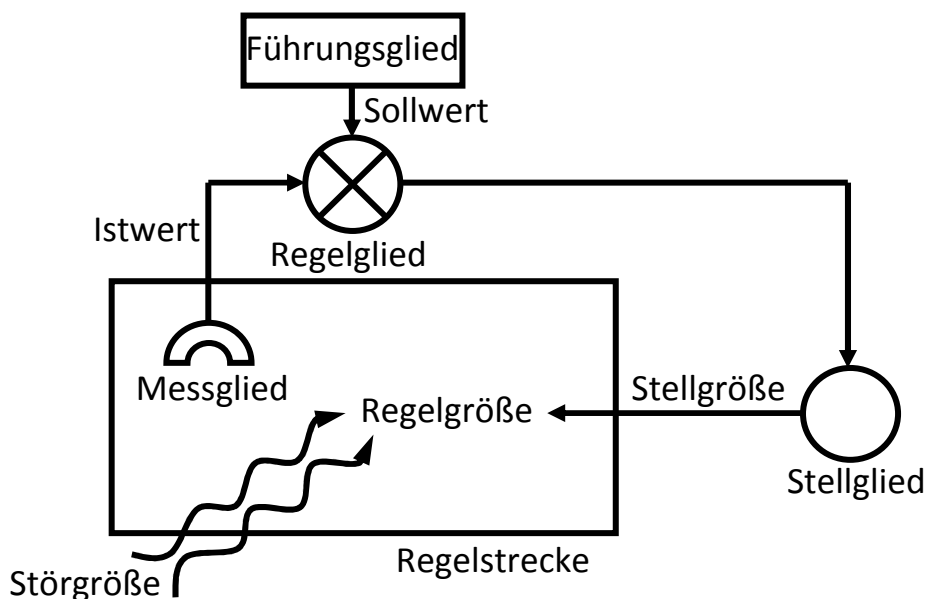 Führungsglied
Sollwert
Istwert
Regelglied
Messglied
Regelgröße
Stellgröße
Stellglied
Regelstrecke
Störgröße